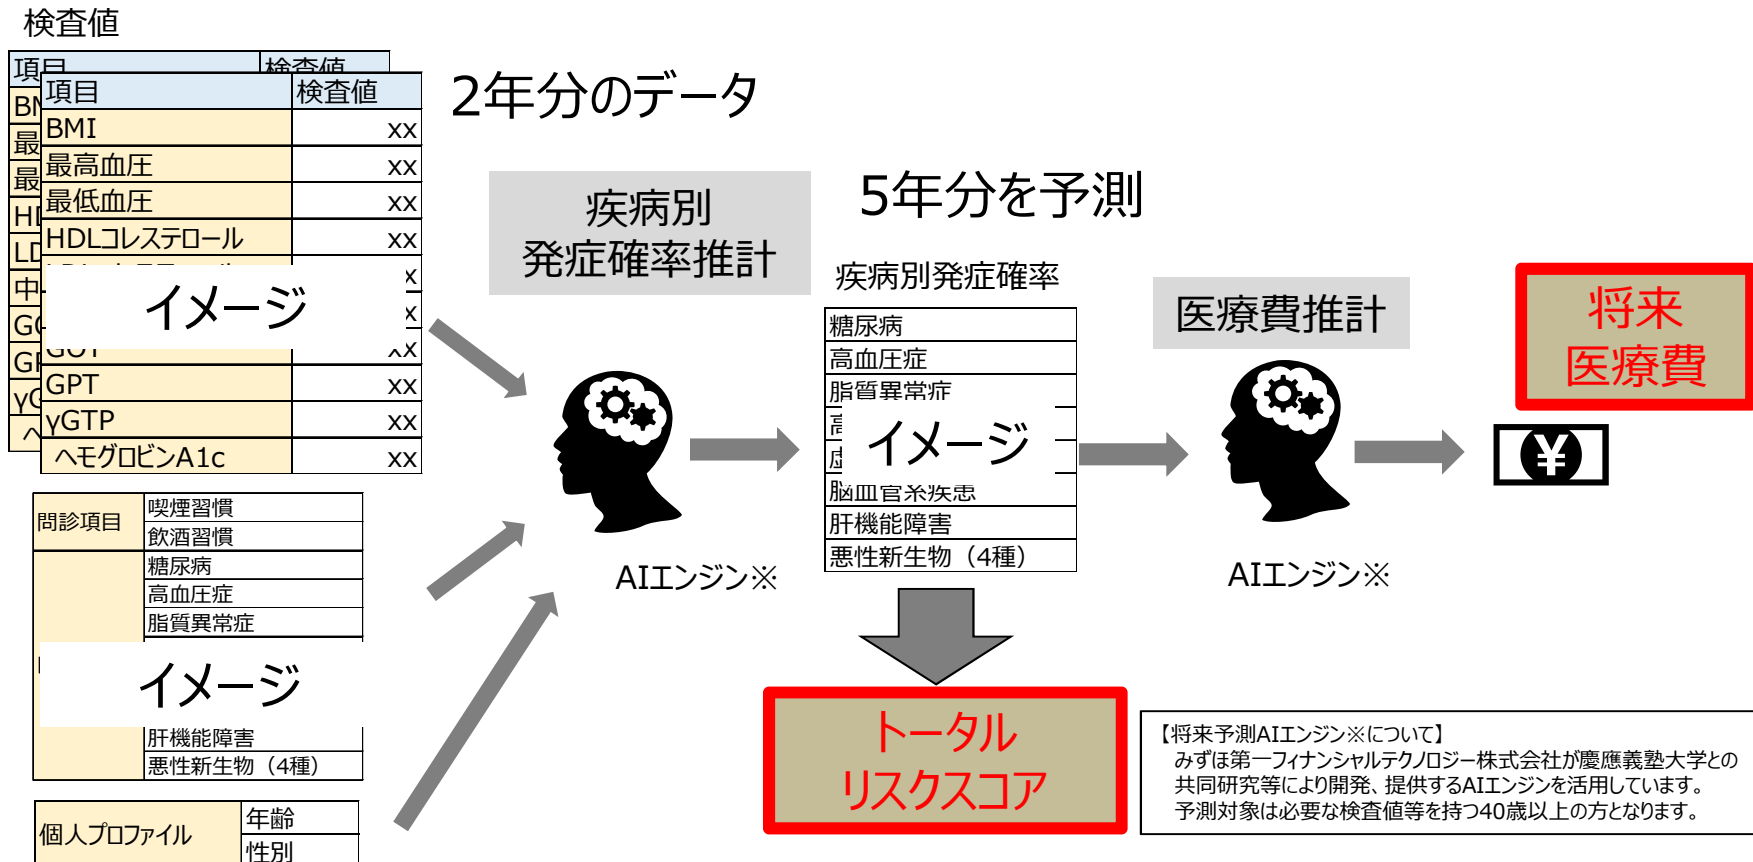 検査値
項目 検査値
BMI xx
最高血圧 xx
最低血圧 xx
HDLコレステロール xx
イメージ
GPT xx
γGTP xx
ヘモグロビンA1c xx
2年分のデータ
問診項目
喫煙習慣
飲酒習慣
糖尿病
高血圧症
脂質異常症
イメージ
肝機能障害
悪性新生物（4種）
個人プロファイル
年齢
性別
疾病別
発症確率推計
AIエンジン※
5年分を予測
疾病別発症確率
糖尿病
高血圧症
脂質異常症
イメージ
脳血管系疾患
肝機能障害
悪性新生物（4種）
医療費推計
AIエンジン※
将来
医療費
¥
トータル
リスクスコア
【将来予測AIエンジン※について】
みずほ第一フィナンシャルテクノロジー株式会社が慶應義塾大学との
共同研究等により開発、提供するAIエンジンを活用しています。
予測対象は必要な検査値等を持つ40歳以上の方となります。